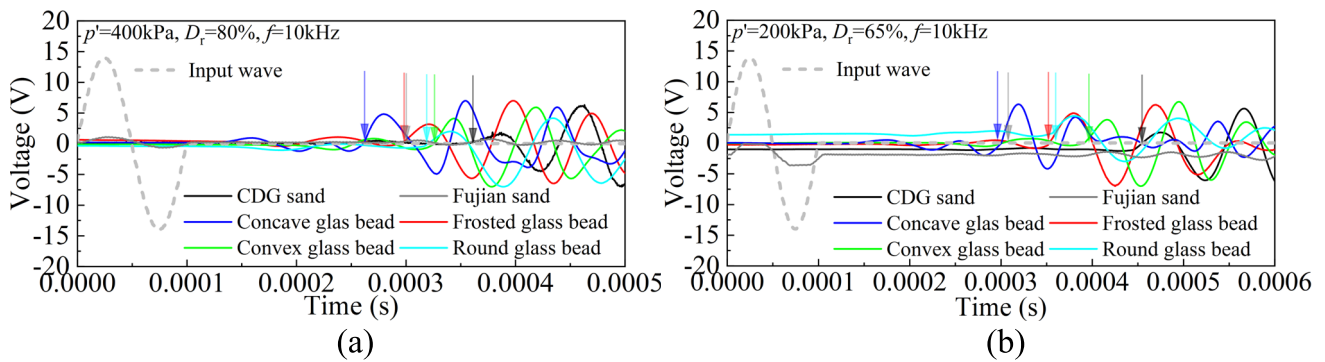 p'=400kPa, Dr=80%, f=10kHz
Input wave
Voltage (V)
20
15
10
5
0
-5
-10
-15
-20
CDG sand
Fujian sand
Concave glas bead
Frosted glass bead
Convex glass bead
Round glass bead
0.0000
0.0001
0.0002
0.0003
0.0004
0.0005
Time (s)
(a)
p'=200kPa, Dr=65%, f=10kHz
Input wave
Voltage (V)
20
15
10
5
0
-5
-10
-15
-20
CDG sand
Fujian sand
Concave glass bead
Frosted glass bead
Convex glass bead
Round glass bead
0.0000
0.0001
0.0002
0.0003
0.0004
0.0005
0.0006
Time (s)
(b)